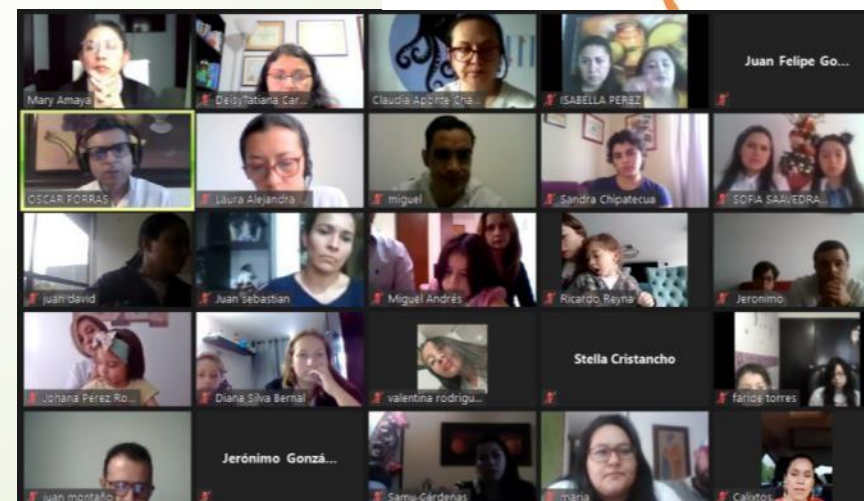 Mary Amaya
DeisyTatiana Car...
Claudia Aponte Cha...
ISABELLA PEREZ
Juan Felipe Go...
OSCAR PORRAS
Laura Alejandra ...
miguel
Sandra Chipatecua
SOFIA SAAVEDRA...
juan david
Juan sebastian
Miguel Andrés
Ricardo Reyna
Jeronimo
Johana Pérez Ro...
Diana Silva Bernal
valentina rodrigu...
Stella Cristancho
faride torres
juan montaño
Jerónimo Gonzá...
Samu Cárdenas
maria